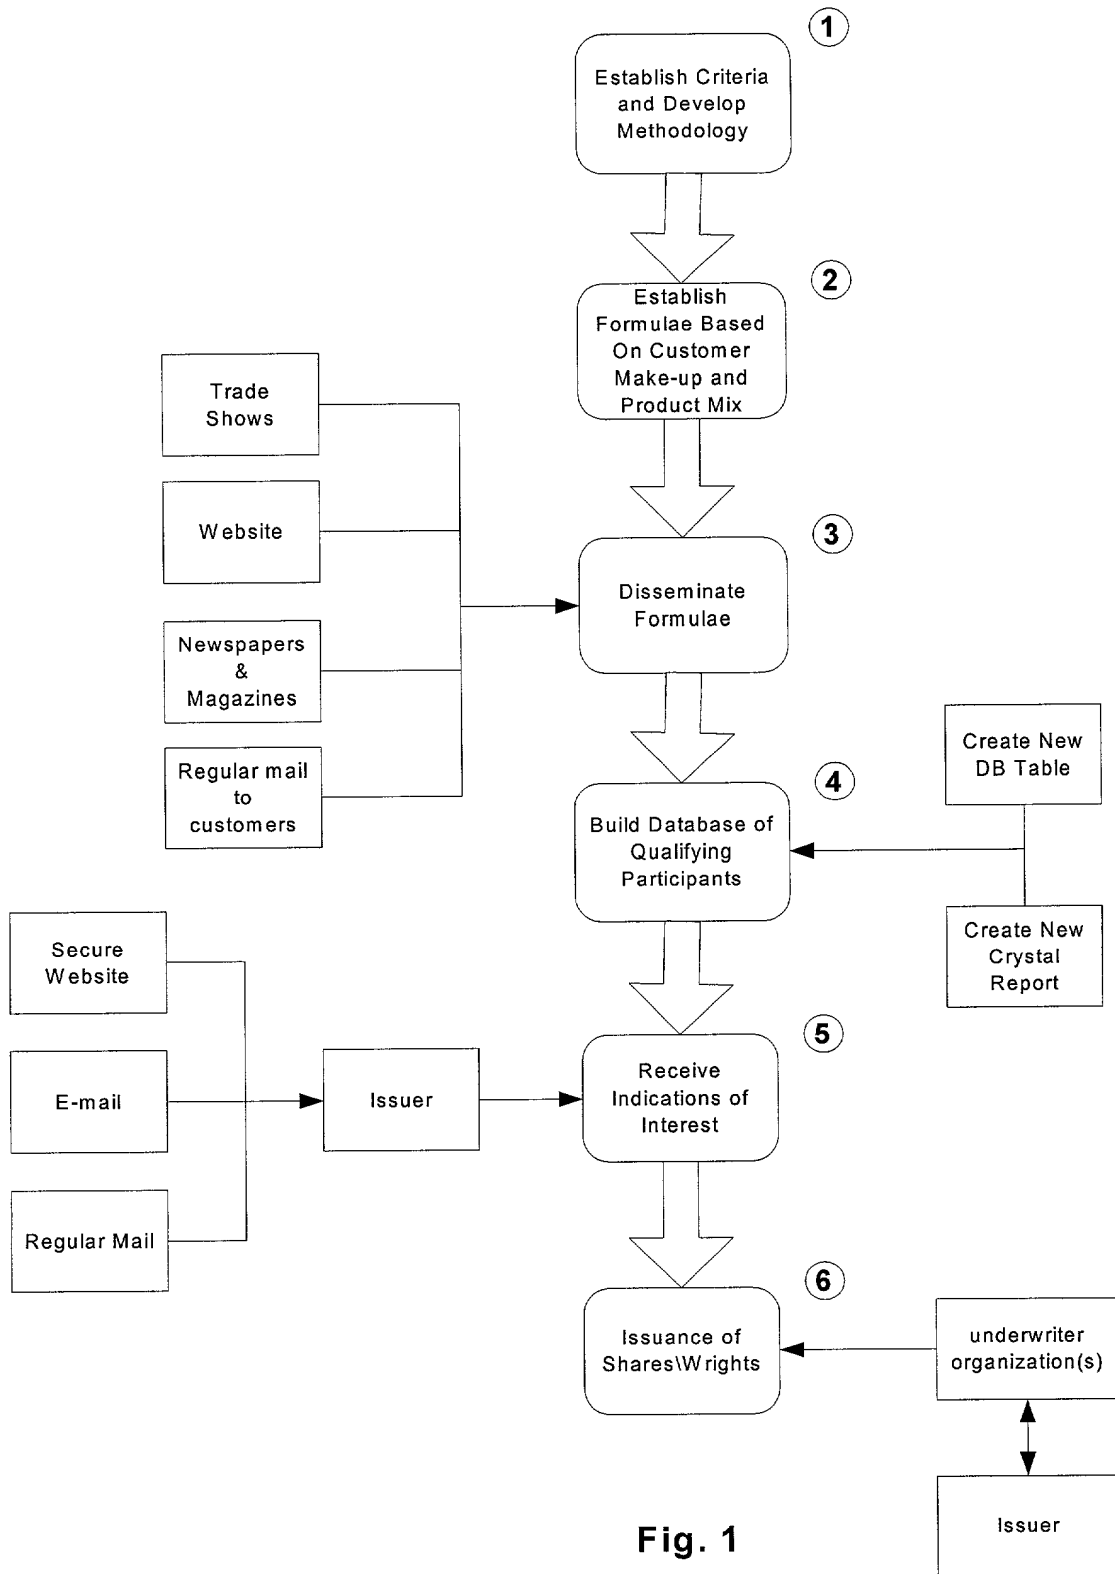 1
Establish Criteria
and Develop
Methodology
2
Establish
Formulae Based
On Customer
Make-up and
Product Mix
Trade
Shows
Website
Newspapers
&
Magazines
Regular mail
to
customers
3
Disseminate
Formulae
4
Build Database of
Qualifying
Participants
Create New
DB Table
Create New
Crystal
Report
Secure
Website
E-mail
Regular Mail
Issuer
5
Receive
Indications of
Interest
6
Issuance of
Shares\Wrights
underwriter
organization(s)
Issuer
Fig. 1